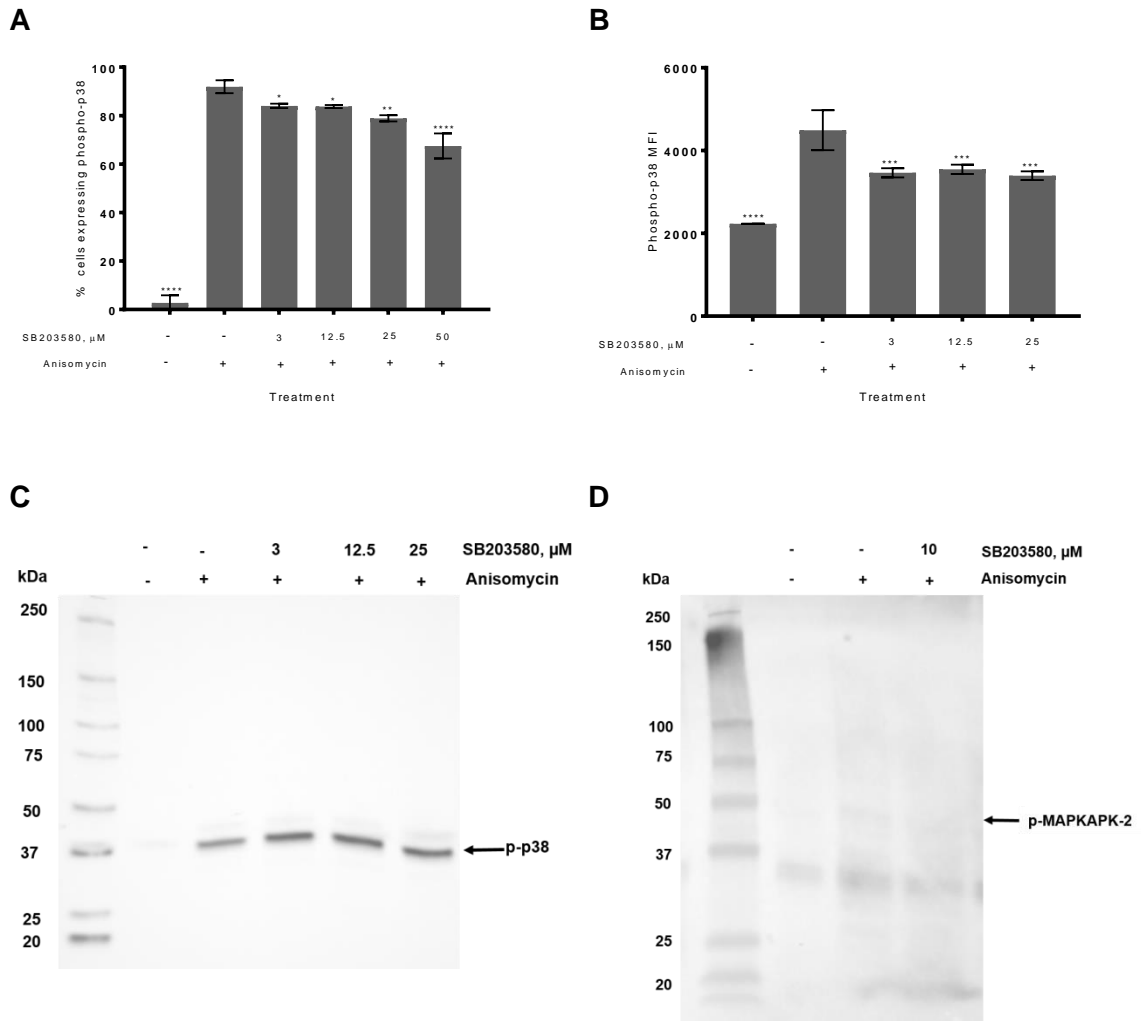 A
% cells expressing phospho-p38
100
80
60
40
20
0
****
*
*
**
****
SB203580, μM - - 3 12.5 25 50
Anisomycin - + + + + +
Treatment
B
Phospho-p38 MFI
6000
4000
2000
0
****
***
***
***
SB203580, μM - - 3 12.5 25
Anisomycin - + + + +
Treatment
C
- - 3 12.5 25 SB203580, μM
- + + + + Anisomycin
kDa
250
150
100
75
50
37
25
20
p-p38
D
- - 10 SB203580, μM
- + + Anisomycin
kDa
250
150
100
75
50
37
25
20
p-MAPKAPK-2